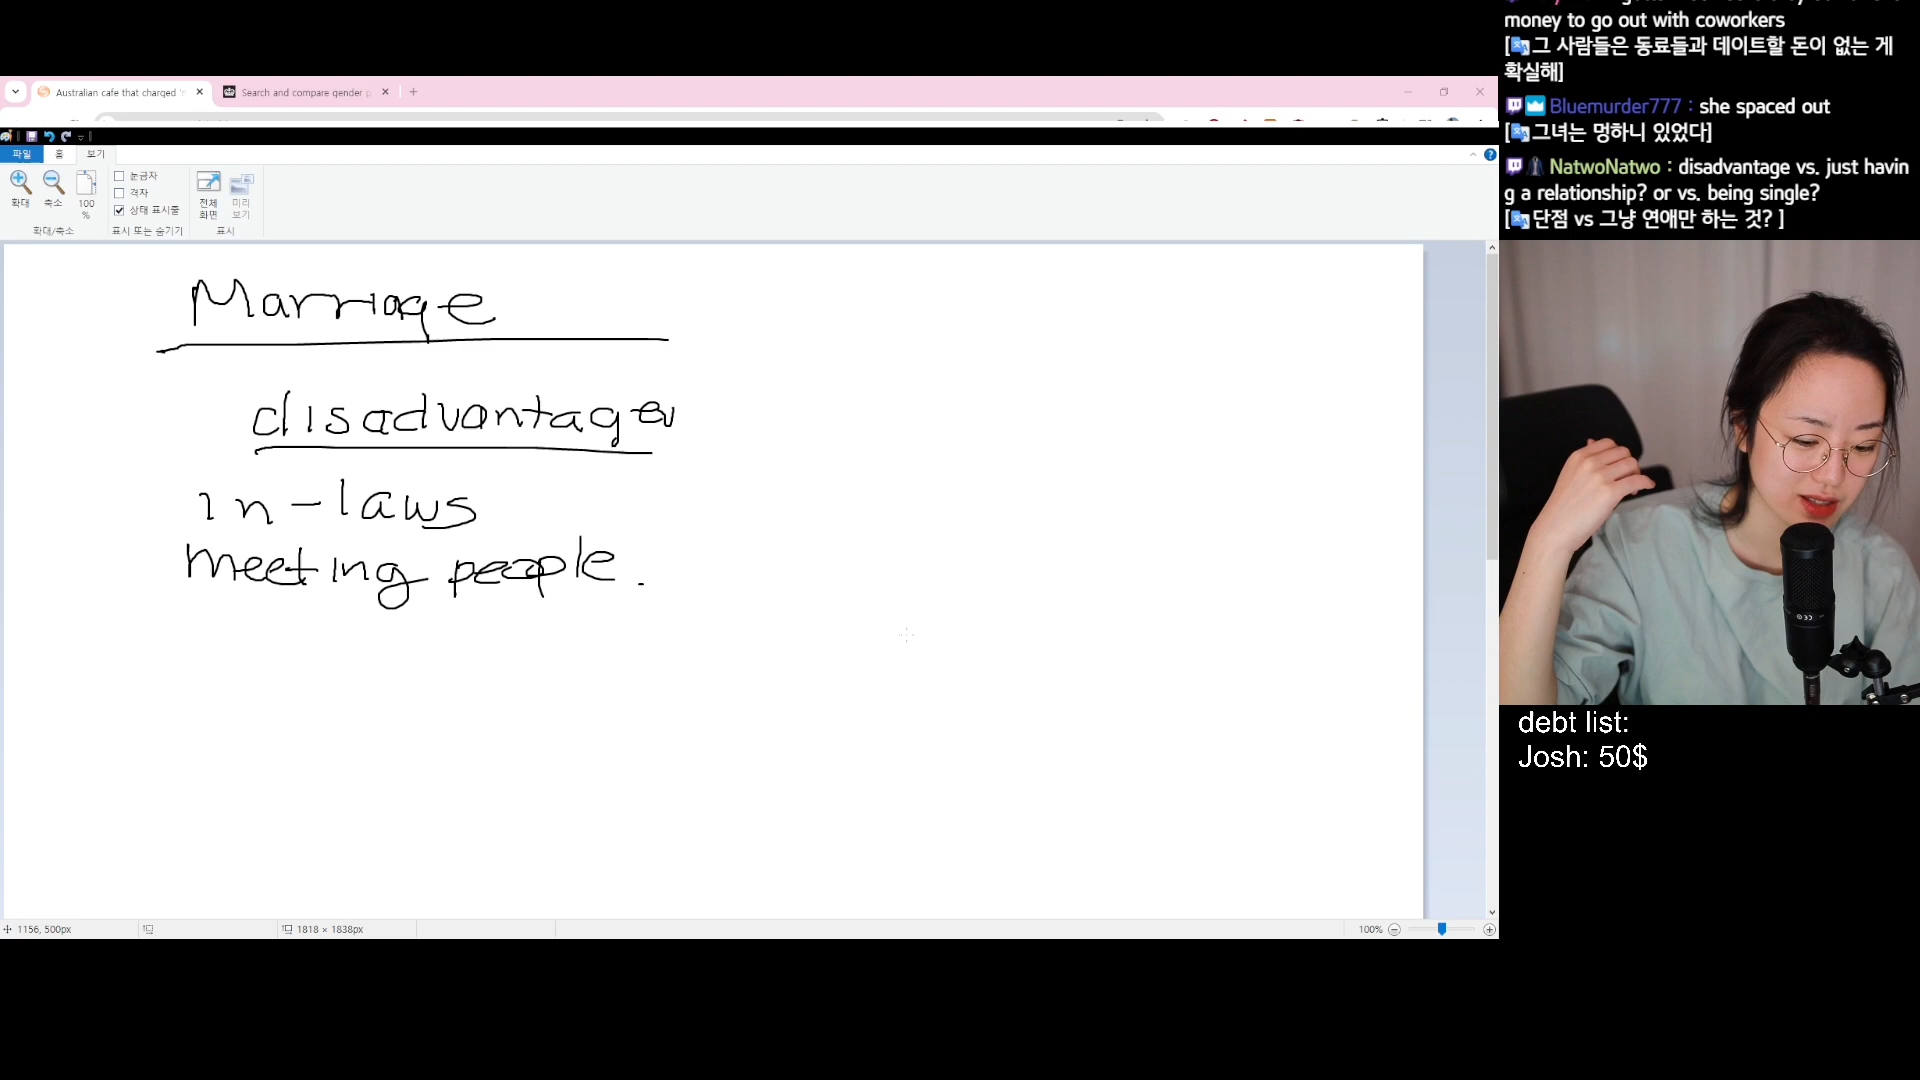 money to go out with coworkers
[그 사람들은 동료들과 데이트할 돈이 없는 게
확실해]
Bluemurder777 : she spaced out
[그녀는 멍하니 있었다]
NatwoNatwo : disadvantage vs. just havin
g a relationship? or vs. being single?
[단점 vs 그냥 연애만 하는 것? ]
Australian cafe that charged 'm
Search and compare gender p
파일
홈
보기
확대
축소
100
%
눈금자
격자
상태 표시줄
전체
화면
미리
보기
확대/축소
표시 또는 숨기기
표시
Marriage
disadvantages
in-laws
meeting people.
1156, 500px
1818 × 1838px
100%
debt list:
Josh: 50$